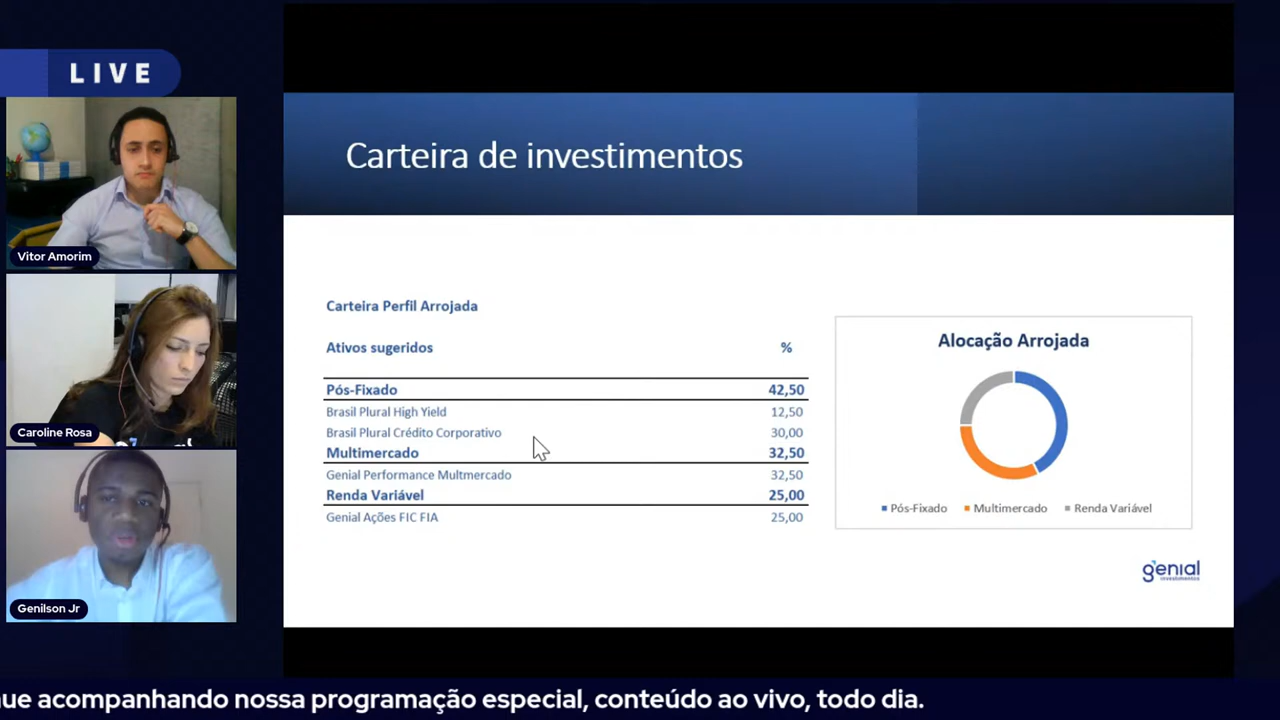 LIVE
Vitor Amorim
Caroline Rosa
Genilson Jr
Carteira de investimentos
Carteira Perfil Arrojada
Ativos sugeridos %
Pós-Fixado 42,50
Brasil Plural High Yield 12,50
Brasil Plural Crédito Corporativo 30,00
Multimercado 32,50
Genial Performance Multmercado 32,50
Renda Variável 25,00
Genial Ações FIC FIA 25,00
Alocação Arrojada
Pós-Fixado Multimercado Renda Variável
genial
investimentos
acompanhando nossa programação especial, conteúdo ao vivo, todo dia.